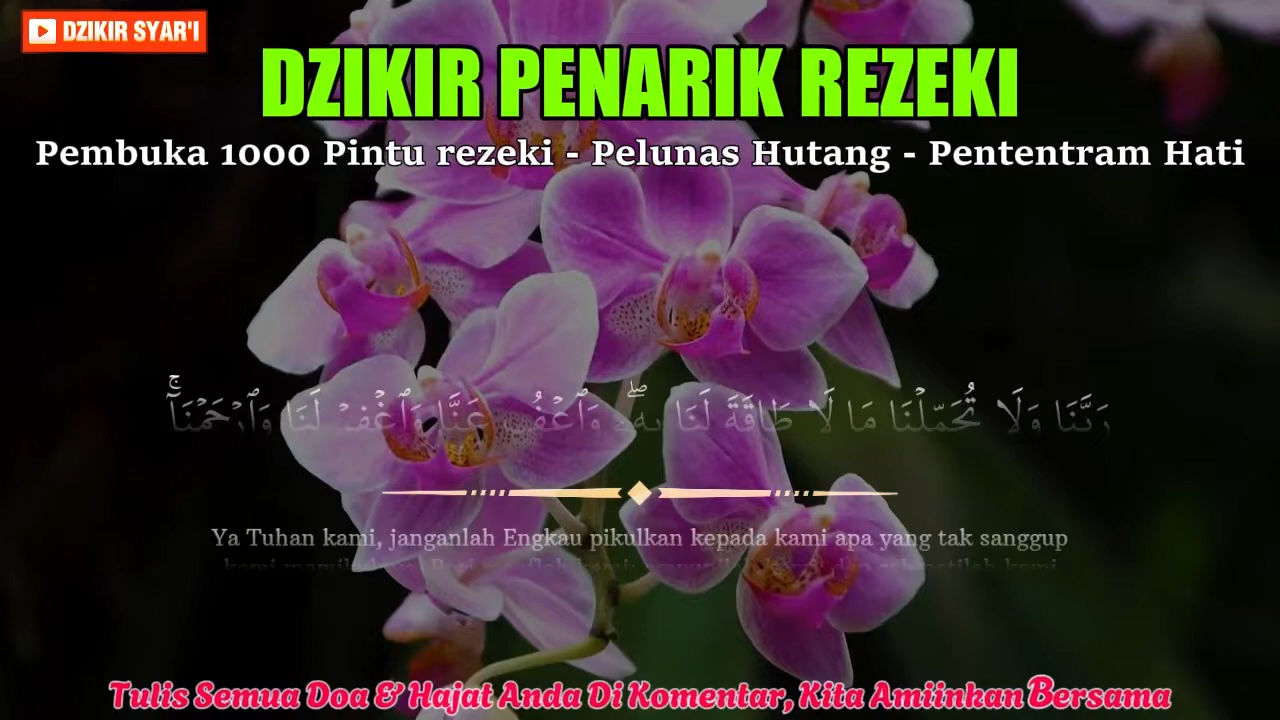 DZIKIR SYAR'I
DZIKIR PENARIK REZEKI
Pembuka 1000 Pintu rezeki - Pelunas Hutang - Pententram Hati
رَبَّنَا وَلَا تُحَمِّلْنَا مَا لَا طَاقَةَ لَنَا بِهِۦ ۖ وَٱعْفُ عَنَّا وَٱغْفِرْ لَنَا وَٱرْحَمْنَآ ۚ
Ya Tuhan kami, janganlah Engkau pikulkan kepada kami apa yang tak sanggup
Tulis Semua Doa & Hajat Anda Di Komentar, Kita Amiinkan Bersama